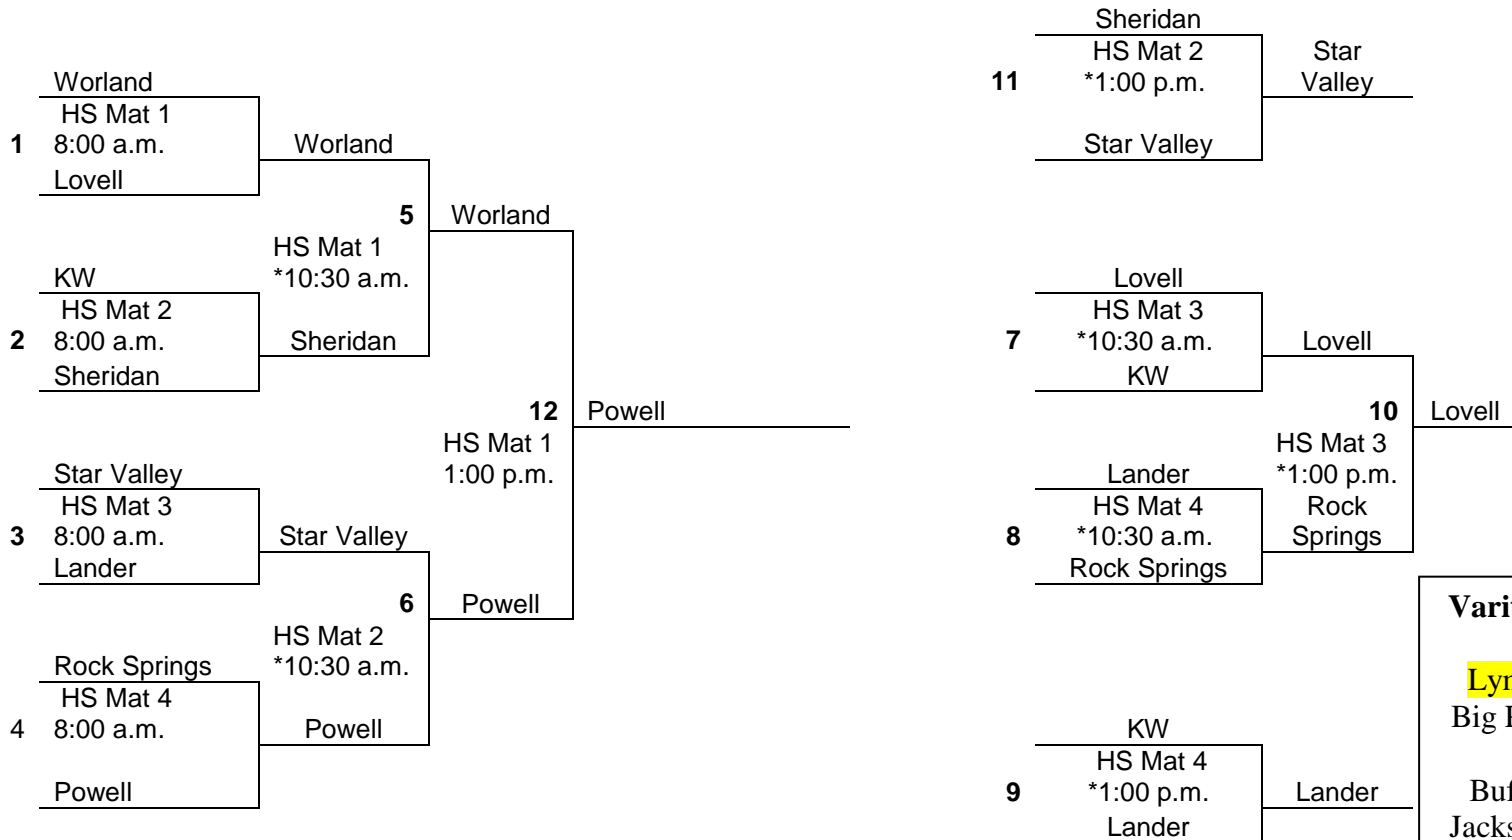 Worland
HS Mat 1
1 8:00 a.m.
Lovell
Worland
5
HS Mat 1
*10:30 a.m.
KW
HS Mat 2
2 8:00 a.m.
Sheridan
Sheridan
Worland
12
HS Mat 1
1:00 p.m.
Powell
Star Valley
HS Mat 3
3 8:00 a.m.
Lander
Star Valley
6
HS Mat 2
*10:30 a.m.
Rock Springs
HS Mat 4
4 8:00 a.m.
Powell
Powell
Powell
Sheridan
HS Mat 2
11 *1:00 p.m.
Star Valley
Star
Valley
Lovell
HS Mat 3
7 *10:30 a.m.
KW
Lovell
10
HS Mat 3
*1:00 p.m.
Lovell
Lander
HS Mat 4
8 *10:30 a.m.
Rock Springs
Rock
Springs
KW
HS Mat 4
9 *1:00 p.m.
Lander
Lander